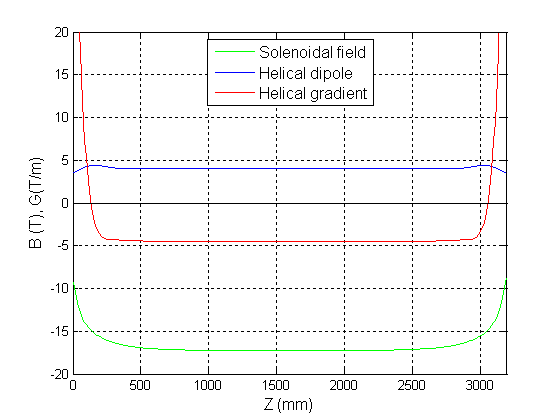 20
15
10
5
0
-5
-10
-15
-20
B (T), G(T/m)
Solenoidal field
Helical dipole
Helical gradient
0 500 1000 1500 2000 2500 3000
Z (mm)